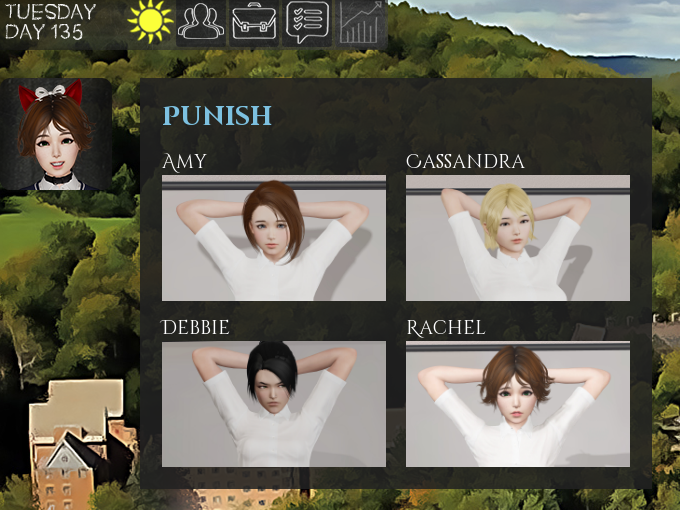 TUESDAY
DAY 135
PUNISH
AMY
CASSANDRA
DEBBIE
RACHEL